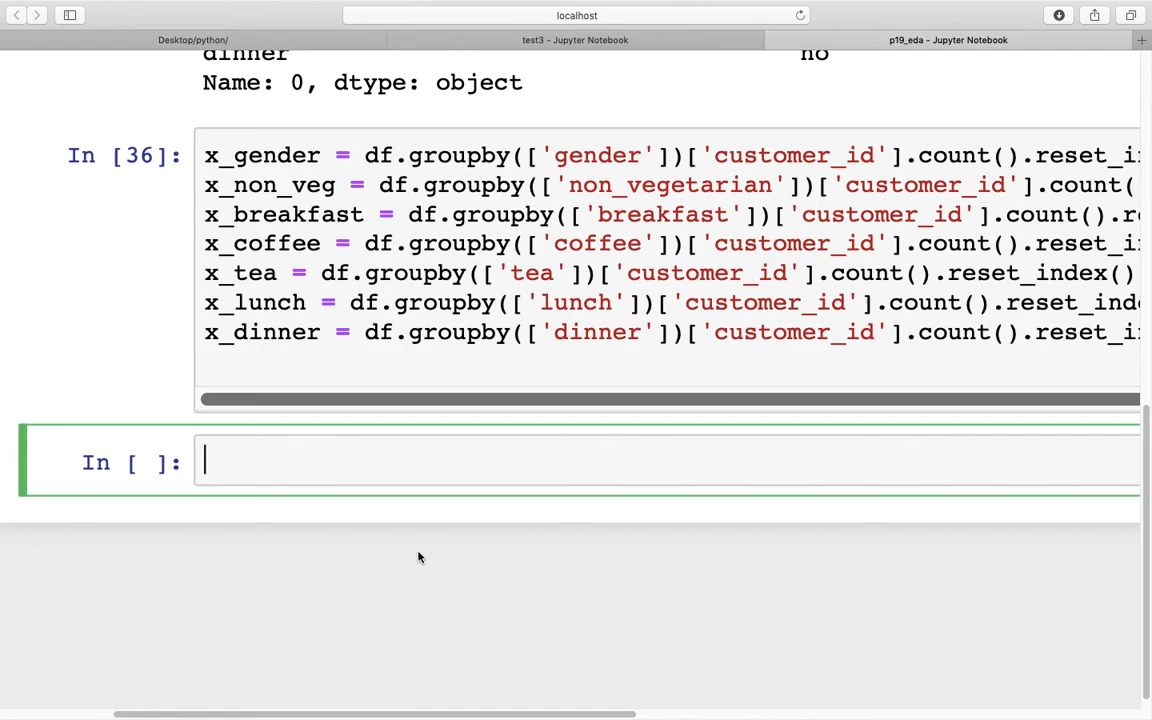 localhost
Desktop/python/
test3 - Jupyter Notebook
p19_eda - Jupyter Notebook
dinner no
Name: 0, dtype: object
In [36]:
x_gender = df.groupby(['gender'])['customer_id'].count().reset_i
x_non_veg = df.groupby(['non_vegetarian'])['customer_id'].count(
x_breakfast = df.groupby(['breakfast'])['customer_id'].count().r
x_coffee = df.groupby(['coffee'])['customer_id'].count().reset_i
x_tea = df.groupby(['tea'])['customer_id'].count().reset_index()
x_lunch = df.groupby(['lunch'])['customer_id'].count().reset_ind
x_dinner = df.groupby(['dinner'])['customer_id'].count().reset_i
In [ ]: